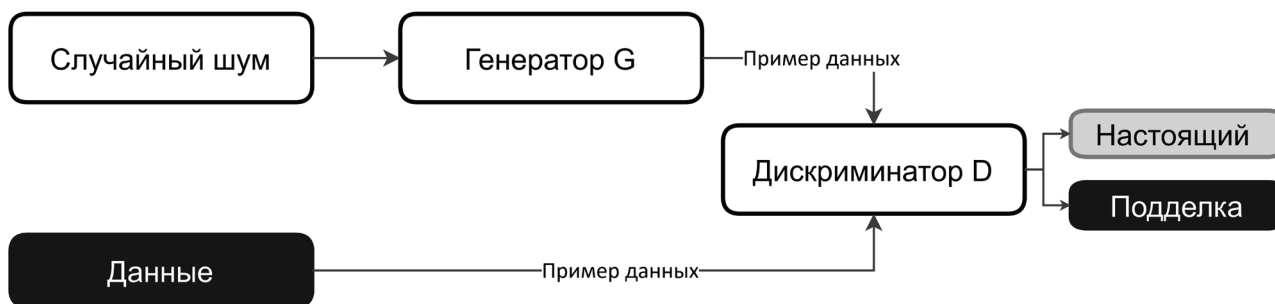 Случайный шум
Генератор G
Пример данных
Дискриминатор D
Настоящий
Подделка
Данные
Пример данных